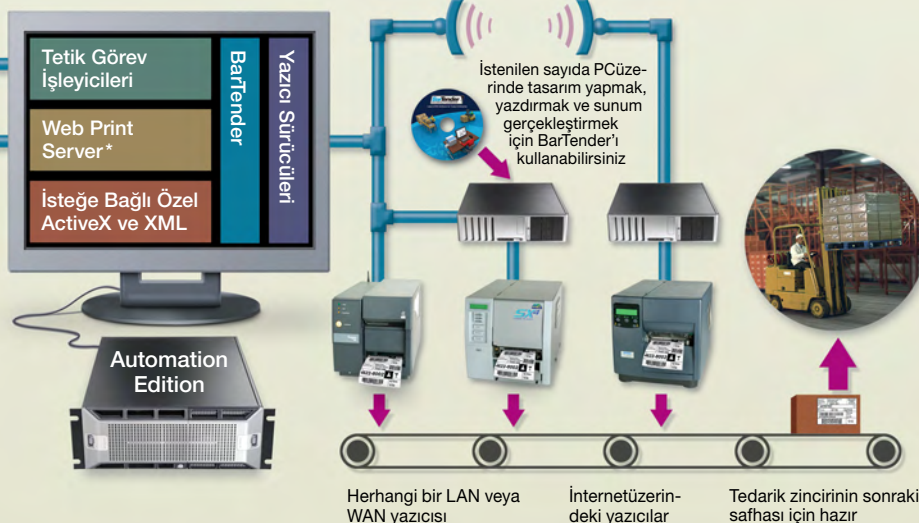 Tetik Görev
İşleyicileri
Web Print
Server*
İsteğe Bağlı Özel
ActiveX ve XML
BarTender
Yazıcı Sürücüleri
İstenilen sayıda PCüze-
rinde tasarım yapmak,
yazdırmak ve sunum
gerçekleştirmek
için BarTender’ı
kullanabilirsiniz
BarTender
Automation
Edition
Herhangi bir LAN veya
WAN yazıcısı
İnternetüzerin-
deki yazıcılar
Tedarik zincirinin sonraki
safhası için hazır